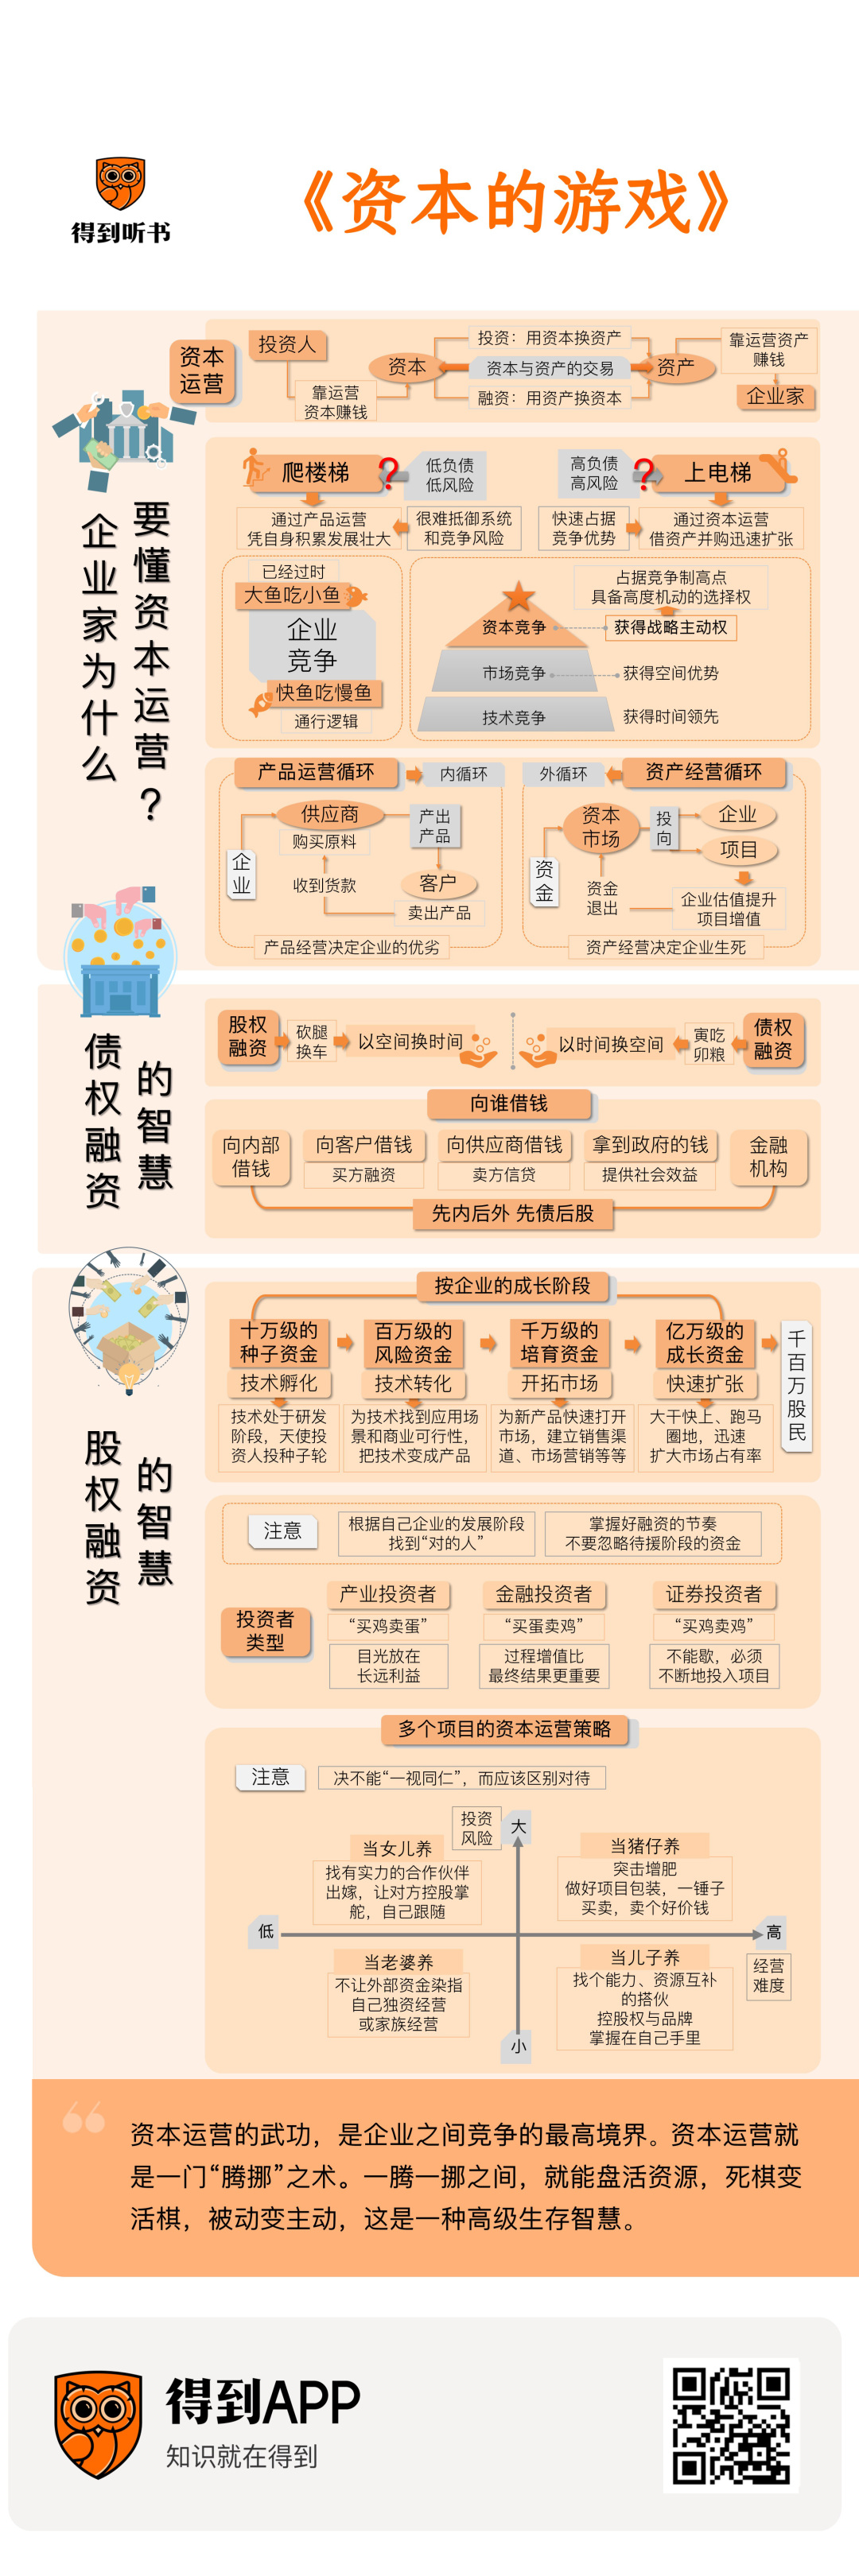 得到听书
《资本的游戏》
企业家为什么
要懂资本运营?
资本
运营
投资人
靠运营
资本赚钱
资本
投资：用资本换资产
资本与资产的交易
融资：用资产换资本
资产
靠运营资产
赚钱
企业家
爬楼梯
?
低负债
低风险
高负债
高风险
?
上电梯
通过产品运营
凭自身积累发展壮大
很难抵御系统
和竞争风险
快速占据
竞争优势
通过资本运营
借资产并购迅速扩张
已经过时
大鱼吃小鱼
企业
竞争
快鱼吃慢鱼
通行逻辑
占据竞争制高点
具备高度机动的选择权
资本竞争
获得战略主动权
市场竞争
获得空间优势
技术竞争
获得时间领先
产品运营循环
内循环
企业
供应商
购买原料
产出
产品
收到货款
客户
卖出产品
产品经营决定企业的优劣
外循环
资产经营循环
资金
资本
市场
投向
企业
项目
资金
退出
企业估值提升
项目增值
资产经营决定企业生死
债权融资
的智慧
股权
融资
砍腿
换车
以空间换时间
以时间换空间
寅吃
卯粮
债权
融资
向谁借钱
向内部
借钱
向客户借钱
买方融资
向供应商借钱
卖方信贷
拿到政府的钱
提供社会效益
金融
机构
先内后外 先债后股
股权融资
的智慧
按企业的成长阶段
十万级的
种子资金
技术孵化
技术处于研发
阶段，天使投
资人投种子轮
百万级的
风险资金
技术转化
为技术找到应用场
景和商业可行性，
把技术变成产品
千万级的
培育资金
开拓市场
为新产品快速打开
市场，建立销售渠
道、市场营销等等
亿万级的
成长资金
快速扩张
大干快上、跑马
圈地，迅速
扩大市场占有率
千百万股民
注意
根据自己企业的发展阶段
找到“对的人”
掌握好融资的节奏
不要忽略待援阶段的资金
投资者
类型
产业投资者
“买鸡卖蛋”
目光放在
长远利益
金融投资者
“买蛋卖鸡”
过程增值比
最终结果更重要
证券投资者
“买鸡卖鸡”
不能歇，必须
不断地投入项目
多个项目的资本运营策略
注意
决不能“一视同仁”，而应该区别对待
投资
风险
大
当女儿养
找有实力的合作伙伴
出嫁，让对方控股掌
舵，自己跟随
当猪仔养
突击增肥
做好项目包装，一锤子
买卖，卖个好价钱
低
高
经营
难度
当老婆养
不让外部资金染指
自己独资经营
或家族经营
当儿子养
找个能力、资源互补
的搭伙
控股权与品牌
掌握在自己手里
小
资本运营的武功，是企业之间竞争的最高境界。资本运营就
是一门“腾挪”之术。一腾一挪之间，就能盘活资源，死棋变
活棋，被动变主动，这是一种高级生存智慧。
得到APP
知识就在得到